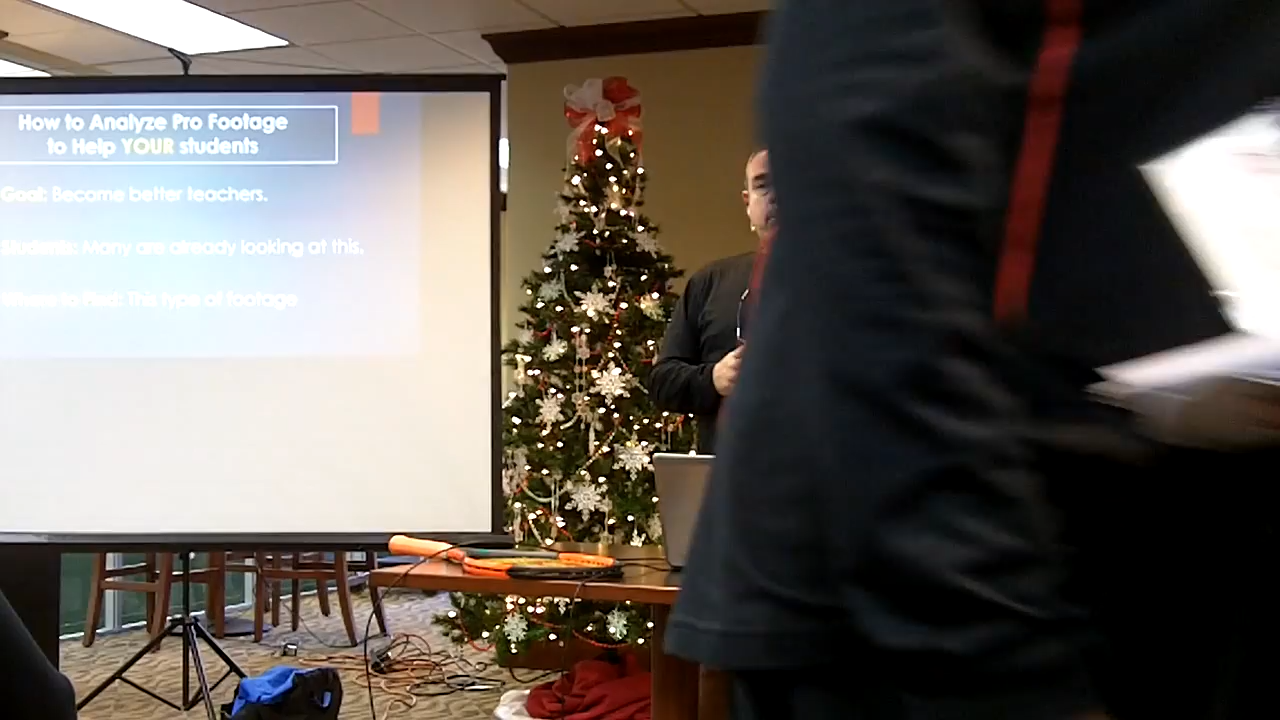 How to Analyze Pro Footage
to Help YOUR students
Goal: Become better teachers.
Students: Many are already looking at this.
Where to Find: This type of footage